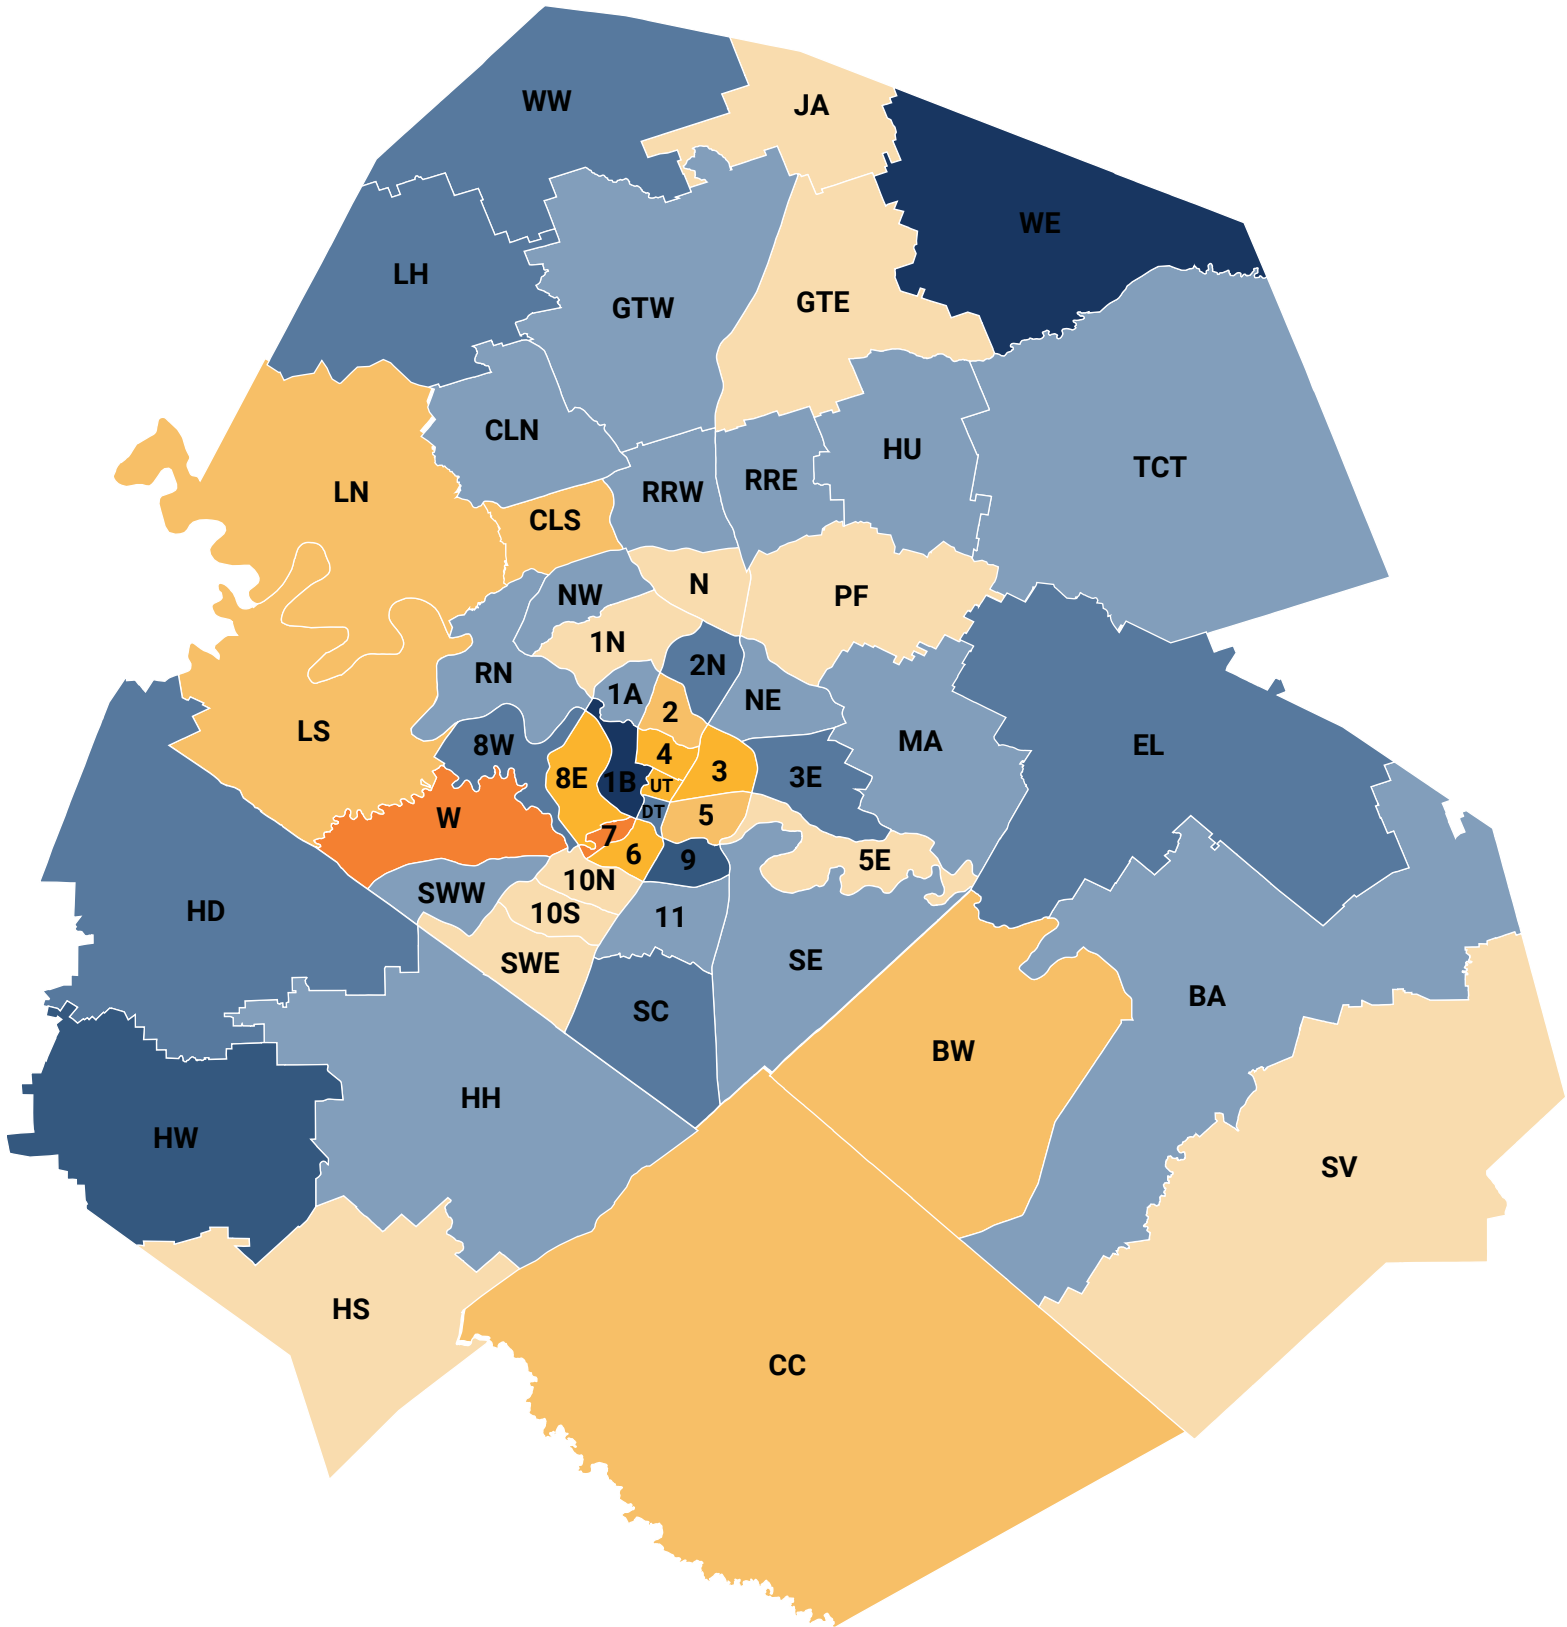 WW
JA
WE
LH
GTW
GTE
CLN
HU
TCT
LN
RRW
RRE
CLS
N
NW
PF
1N
2N
RN
1A
NE
2
LS
8W
MA
EL
4
3
8E
1B
UT
3E
DT
W
5
7
6
9
5E
10N
SWW
10S
11
HD
SWE
SE
BA
SC
BW
HH
HW
SV
HS
CC